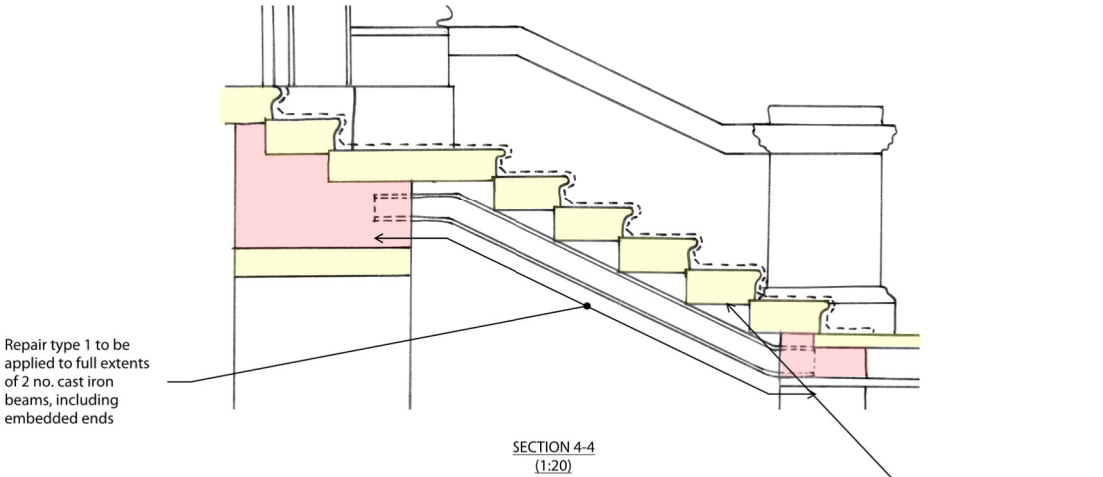 Repair type 1 to be
applied to full extents
of 2 no. cast iron
beams, including
embedded ends
SECTION 4-4
(1:20)